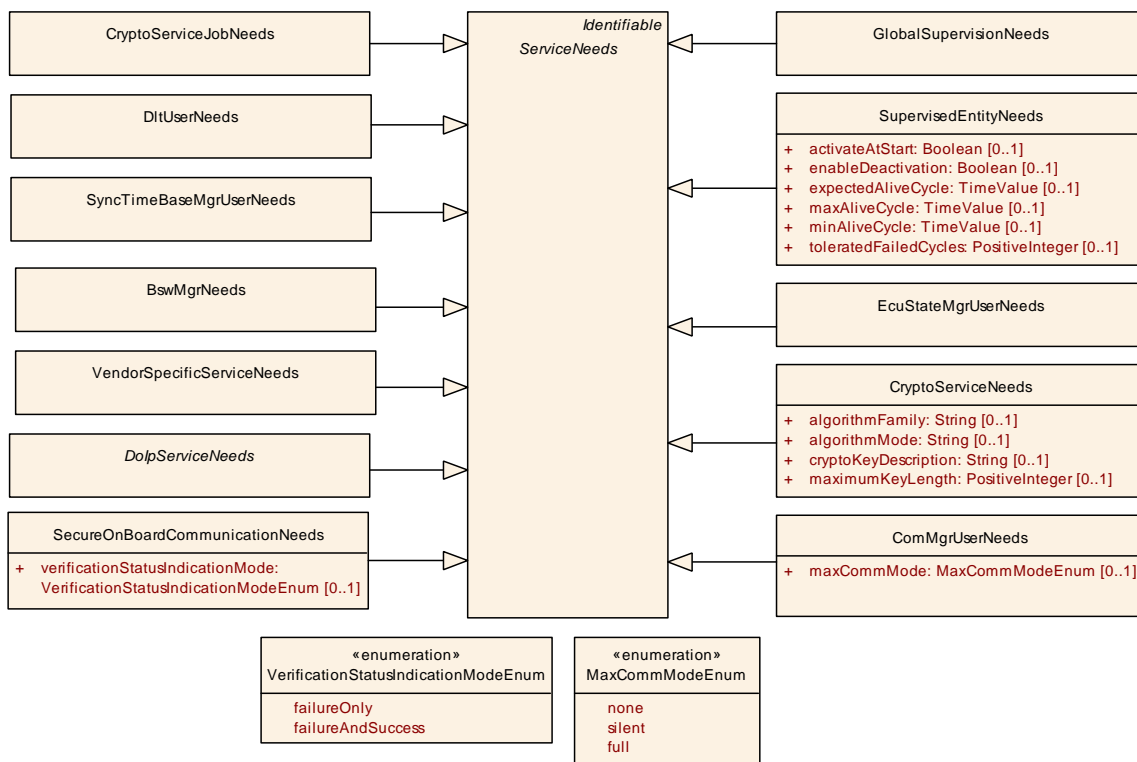 CryptoServiceJobNeeds
DltUserNeeds
SyncTimeBaseMgrUserNeeds
BswMgrNeeds
VendorSpecificServiceNeeds
DoIpServiceNeeds
SecureOnBoardCommunicationNeeds
+ verificationStatusIndicationMode:
VerificationStatusIndicationModeEnum [0..1]
Identifiable
ServiceNeeds
GlobalSupervisionNeeds
SupervisedEntityNeeds
+ activateAtStart: Boolean [0..1]
+ enableDeactivation: Boolean [0..1]
+ expectedAliveCycle: TimeValue [0..1]
+ maxAliveCycle: TimeValue [0..1]
+ minAliveCycle: TimeValue [0..1]
+ toleratedFailedCycles: PositiveInteger [0..1]
EcuStateMgrUserNeeds
CryptoServiceNeeds
+ algorithmFamily: String [0..1]
+ algorithmMode: String [0..1]
+ cryptoKeyDescription: String [0..1]
+ maximumKeyLength: PositiveInteger [0..1]
ComMgrUserNeeds
+ maxCommMode: MaxCommModeEnum [0..1]
«enumeration»
VerificationStatusIndicationModeEnum
failureOnly
failureAndSuccess
«enumeration»
MaxCommModeEnum
none
silent
full